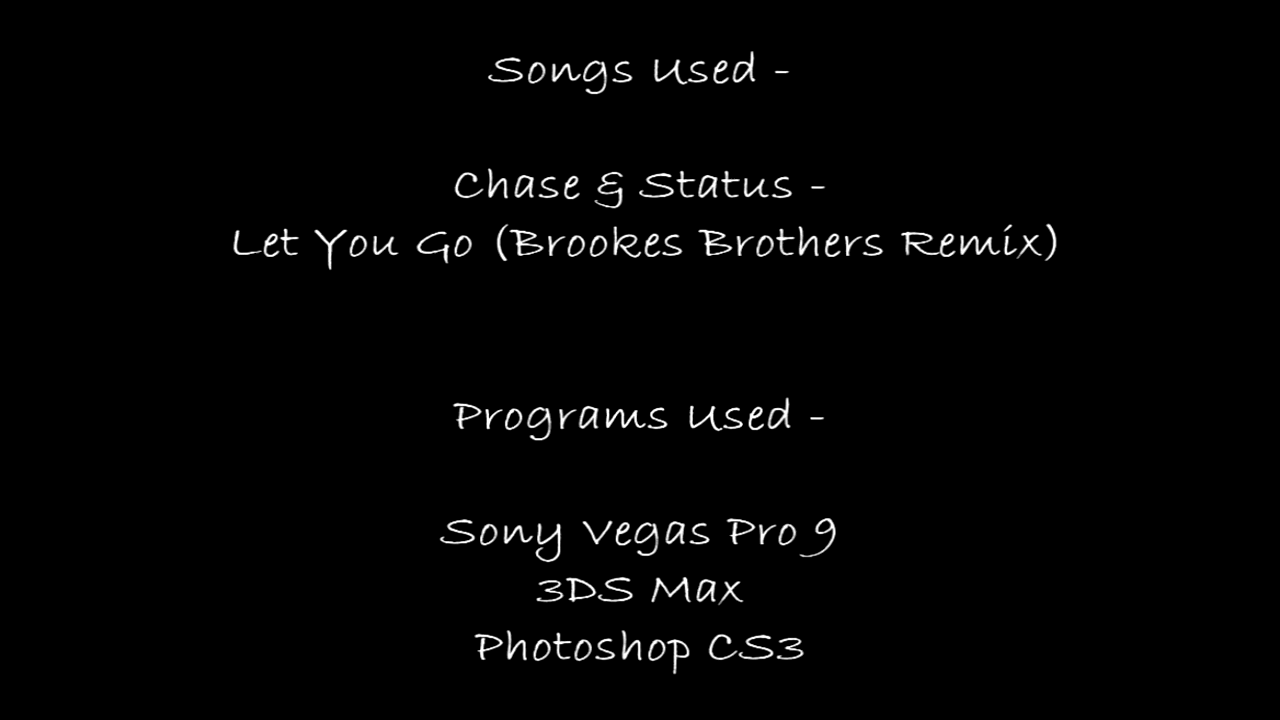 Songs Used -
Chase & Status -
Let You Go (Brookes Brothers Remix)
Programs Used -
Sony Vegas Pro 9
3DS Max
Photoshop CS3